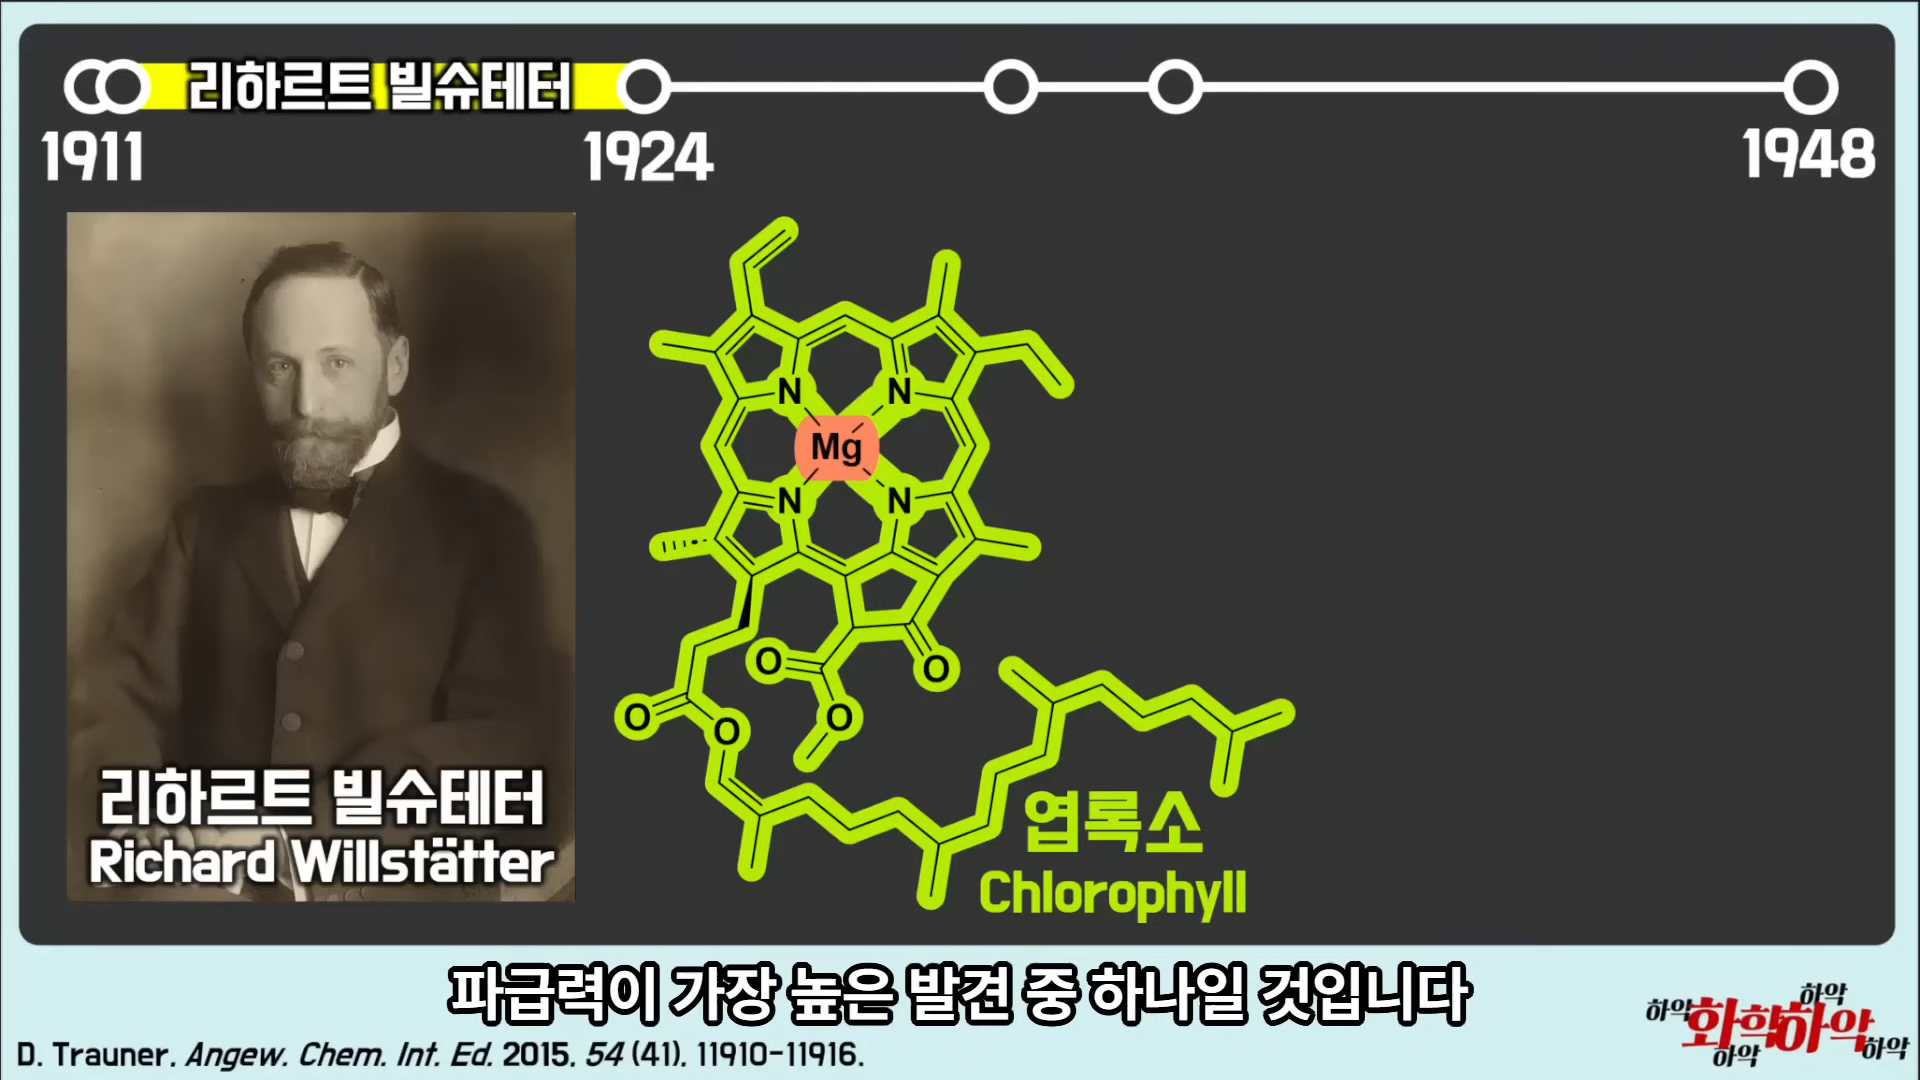 리하르트 빌슈테터
1911
1924
1948
N
N
Mg
N
N
O
O
O
O
O
리하르트 빌슈테터
Richard Willstätter
엽록소
Chlorophyll
파급력이 가장 높은 발견 중 하나일 것입니다
하악
하악
화학하악
하악
하악
D. Trauner, Angew. Chem. Int. Ed. 2015, 54 (41), 11910-11916.